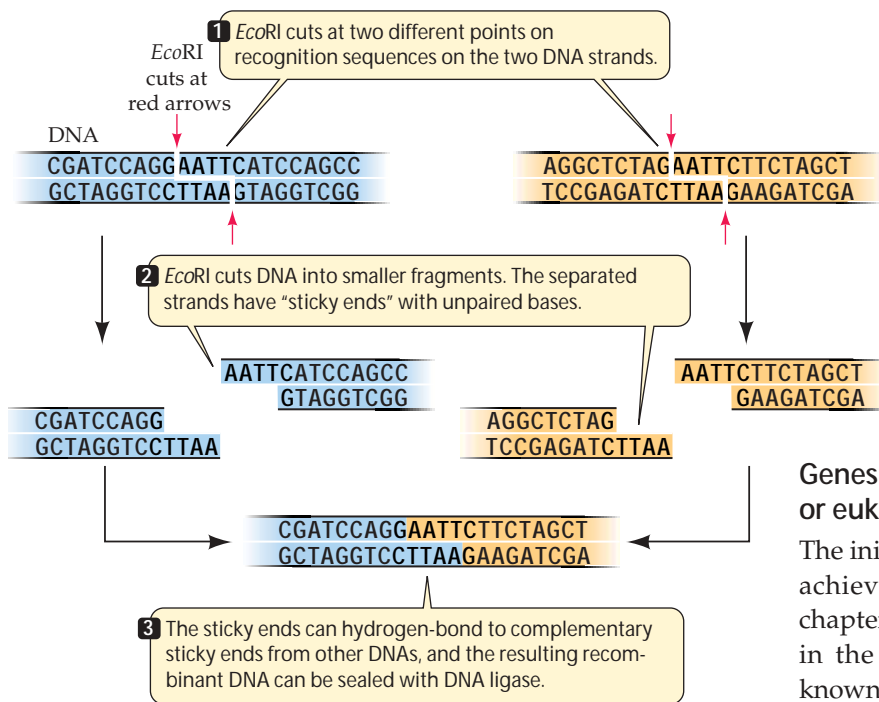 1 EcoRI cuts at two different points on
recognition sequences on the two DNA strands.
EcoRI
cuts at
red arrows
DNA
CGATCCAGGAATTCATCCAGCC
GCTAGGTCCTTAAGTAGGTCGG
AGGCTCTAGAATTCTTCTAGCT
TCCGAGATCTTAAGAAGATCGA
2 EcoRI cuts DNA into smaller fragments. The separated
strands have “sticky ends” with unpaired bases.
AATTCATCCAGCC
GTAGGTCGG
CGATCCAGG
GCTAGGTCCTTAA
AATTCTTCTAGCT
GAAGATCGA
AGGCTCTAG
TCCGAGATCTTAA
CGATCCAGGAATTCTTCTAGCT
GCTAGGTCCTTAAGAAGATCGA
3 The sticky ends can hydrogen-bond to complementary
sticky ends from other DNAs, and the resulting recom-
binant DNA can be sealed with DNA ligase.
Genes
or euk
The ini
achiev
chapter
in the
known